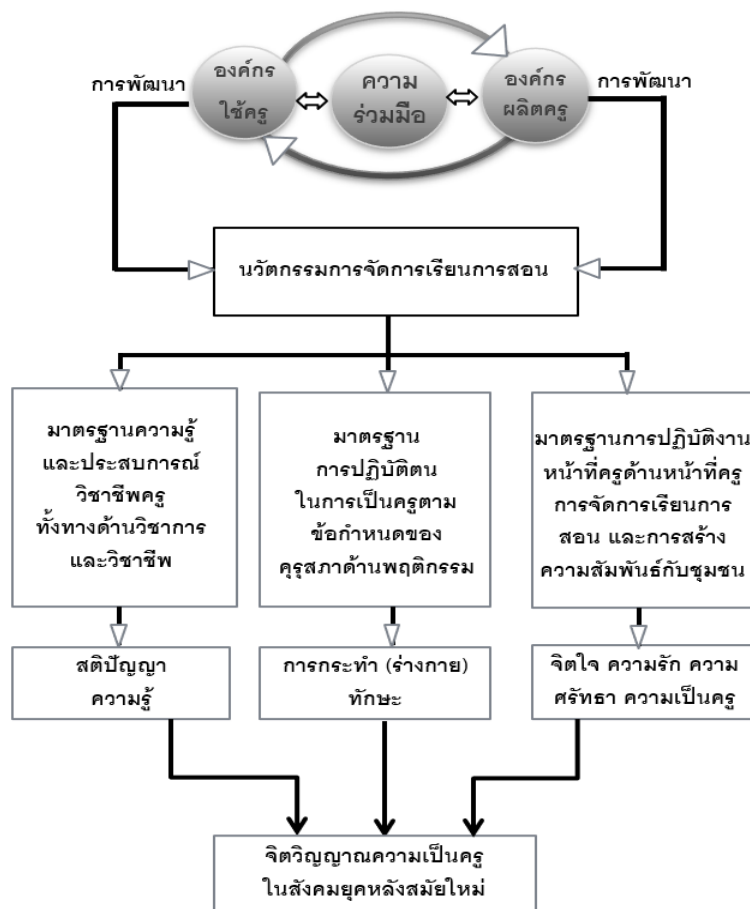 การพัฒนา
องค์กร
ใช้ครู
ความ
ร่วมมือ
องค์กร
ผลิตครู
การพัฒนา
นวัตกรรมการจัดการเรียนการสอน
มาตรฐานความรู้
และประสบการณ์
วิชาชีพครู
ทั้งทางด้านวิชาการ
และวิชาชีพ
มาตรฐาน
การปฏิบัติตน
ในการเป็นครูตาม
ข้อกำหนดของ
คุรุสภาด้านพฤติกรรม
มาตรฐานการปฏิบัติงาน
หน้าที่ครูด้านหน้าที่ครู
การจัดการเรียนการ
สอน และการสร้าง
ความสัมพันธ์กับชุมชน
สติปัญญา
ความรู้
การกระทำ (ร่างกาย)
ทักษะ
จิตใจ ความรัก ความ
ศรัทธา ความเป็นครู
จิตวิญญาณความเป็นครู
ในสังคมยุคหลังสมัยใหม่